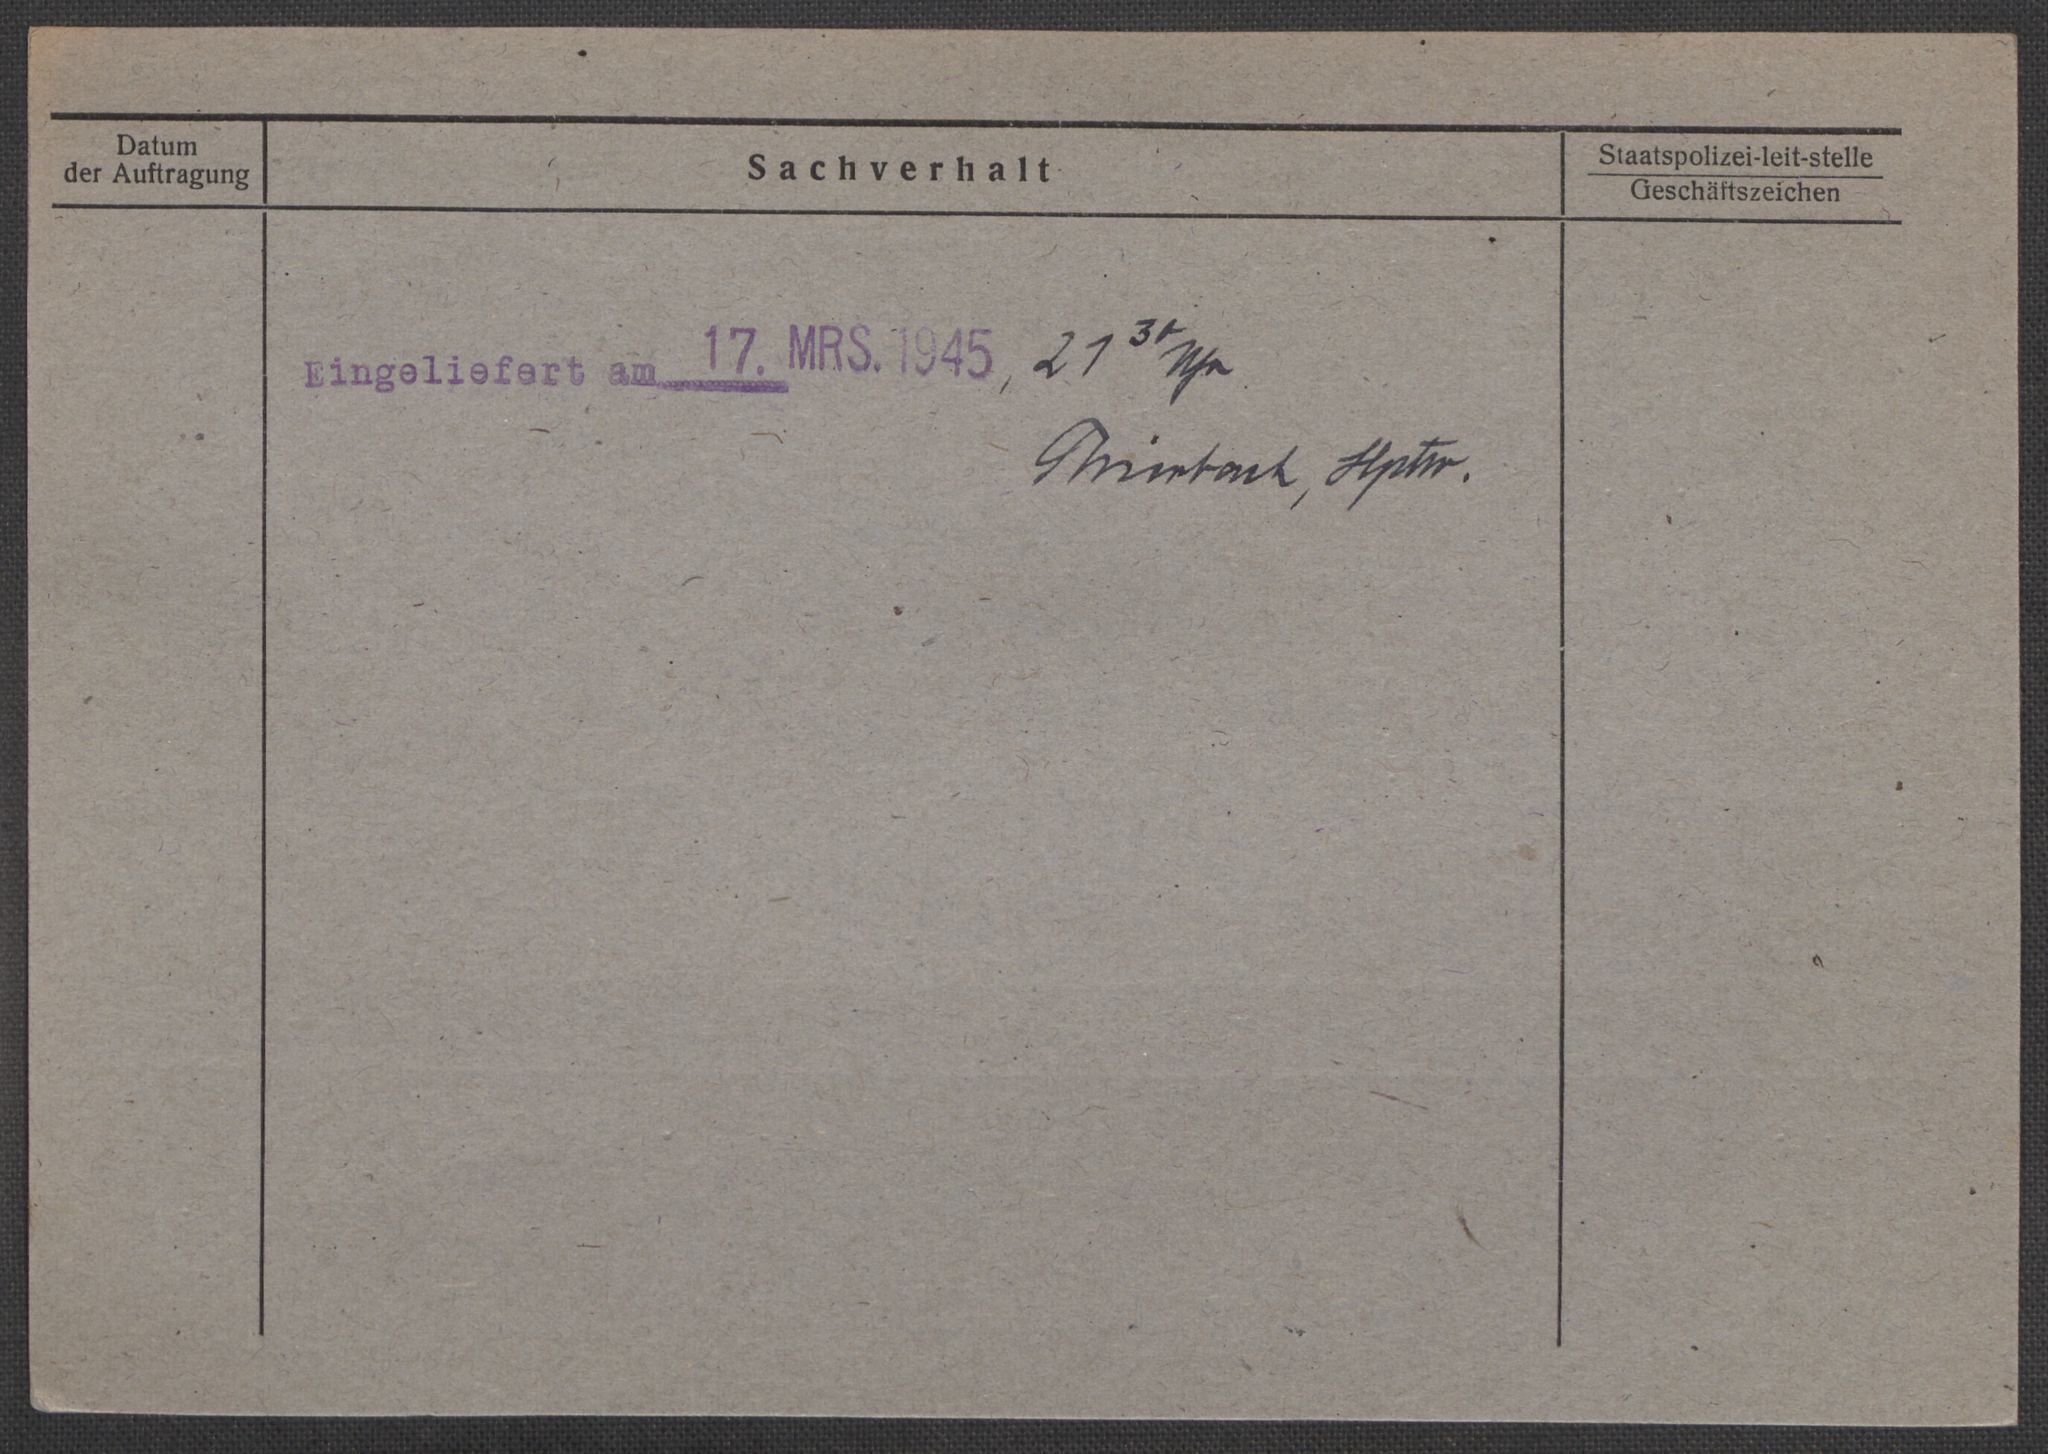 Datum
der Auftragung
Sachverhalt
Staatspolizei-leit-stelle
Geschäftszeichen
Eingeliefert am 17. MRS. 1945, 21³⁰ Uhr
Hptw.